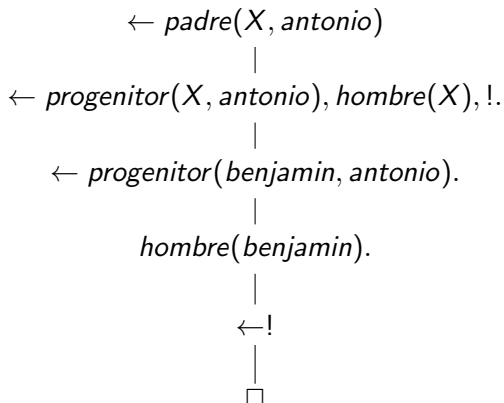 ← padre(X, antonio)
← progenitor(X, antonio), hombre(X), !.
← progenitor(benjamin, antonio).
hombre(benjamin).
←!
□